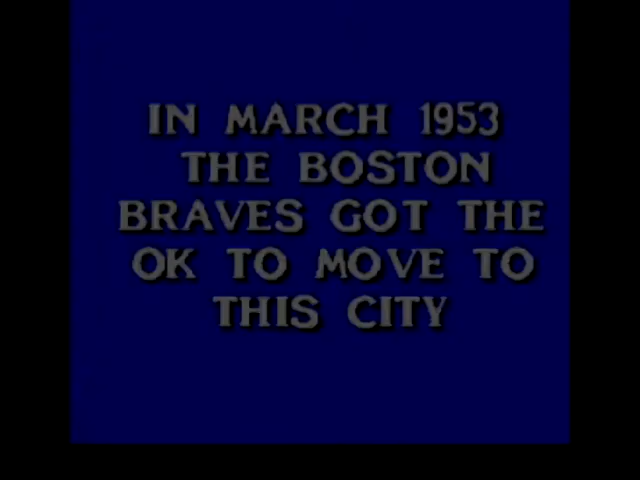 IN MARCH 1953
THE BOSTON
BRAVES GOT THE
OK TO MOVE TO
THIS CITY